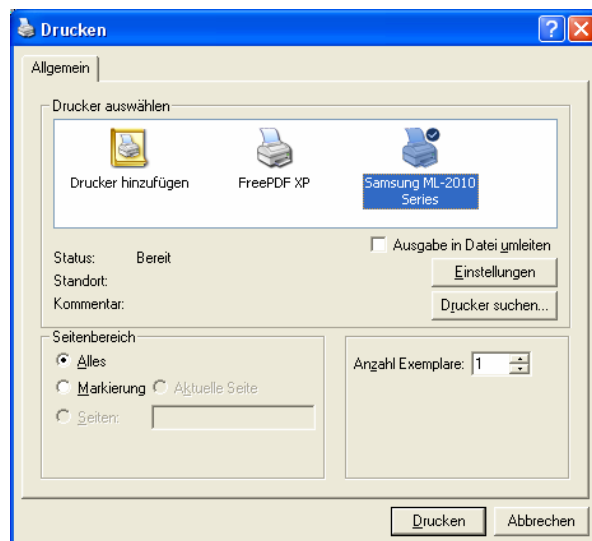 Drucken
Allgemein
Drucker auswählen
Drucker hinzufügen
FreePDF XP
Samsung ML-2010
Series
Ausgabe in Datei umleiten
Status: Bereit
Einstellungen
Standort:
Kommentar:
Drucker suchen...
Seitenbereich
Alles
Anzahl Exemplare: 1
Markierung Aktuelle Seite
Seiten:
Drucken Abbrechen